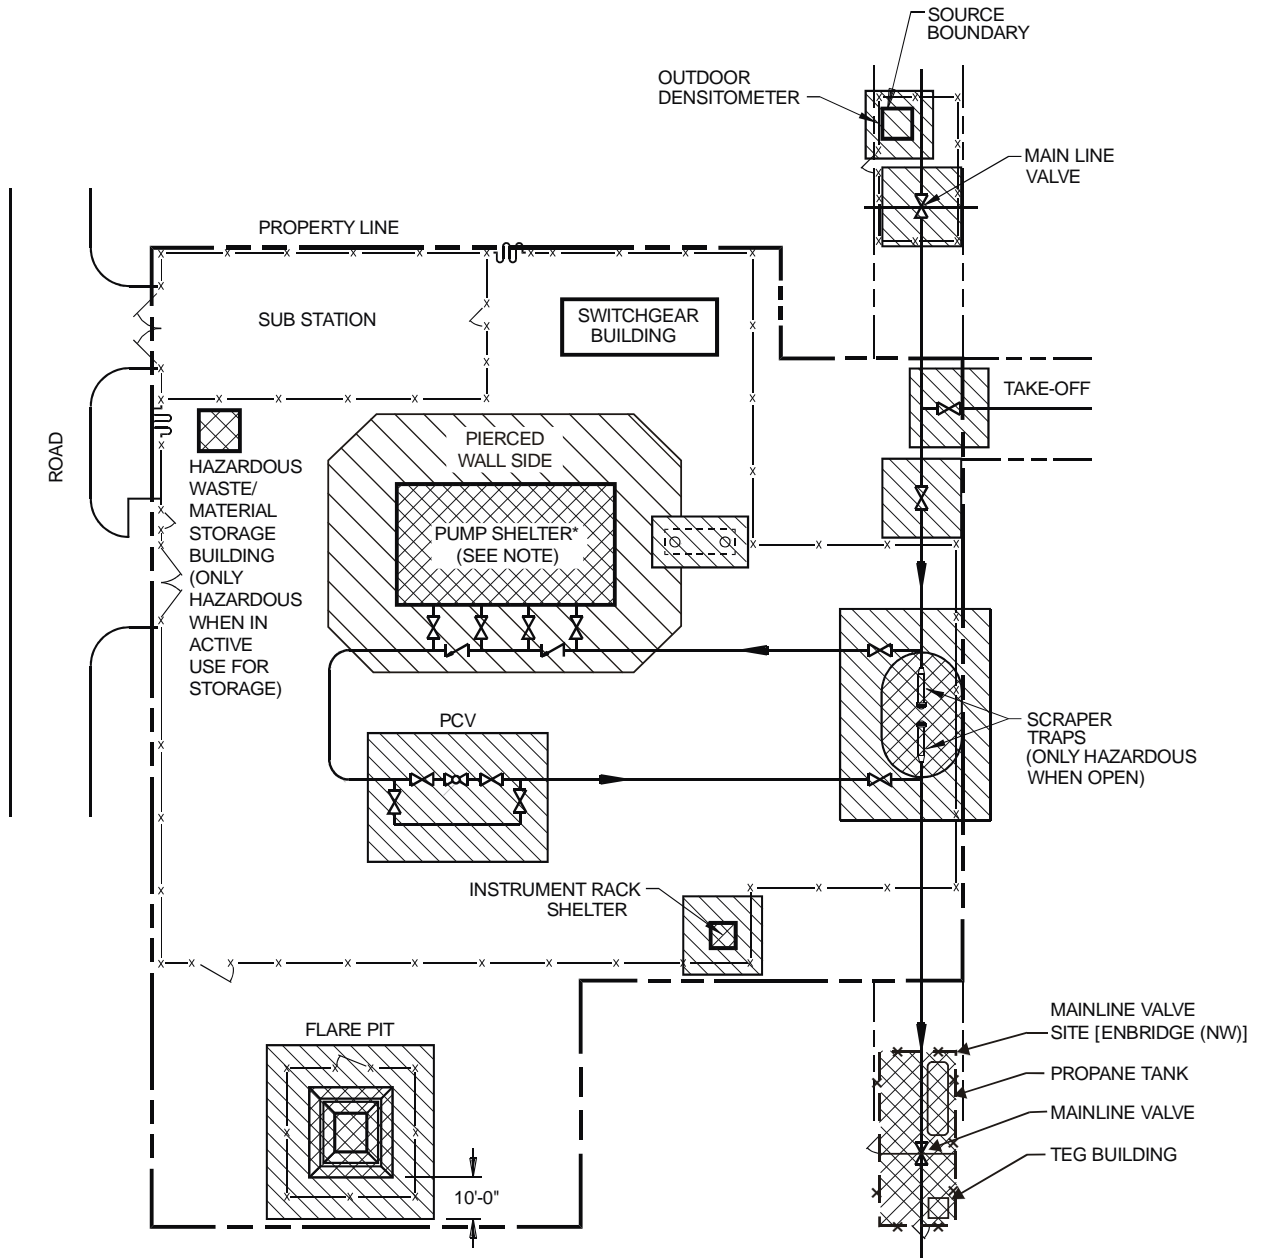 SOURCE
BOUNDARY
OUTDOOR
DENSITOMETER
MAIN LINE
VALVE
PROPERTY LINE
SUB STATION
SWITCHGEAR
BUILDING
TAKE-OFF
ROAD
PIERCED
WALL SIDE
HAZARDOUS
WASTE/
MATERIAL
STORAGE
BUILDING
(ONLY
HAZARDOUS
WHEN IN
ACTIVE
USE FOR
STORAGE)
PUMP SHELTER*
(SEE NOTE)
PCV
SCRAPER
TRAPS
(ONLY HAZARDOUS
WHEN OPEN)
INSTRUMENT RACK
SHELTER
FLARE PIT
10'-0"
MAINLINE VALVE
SITE [ENBRIDGE (NW)]
PROPANE TANK
MAINLINE VALVE
TEG BUILDING